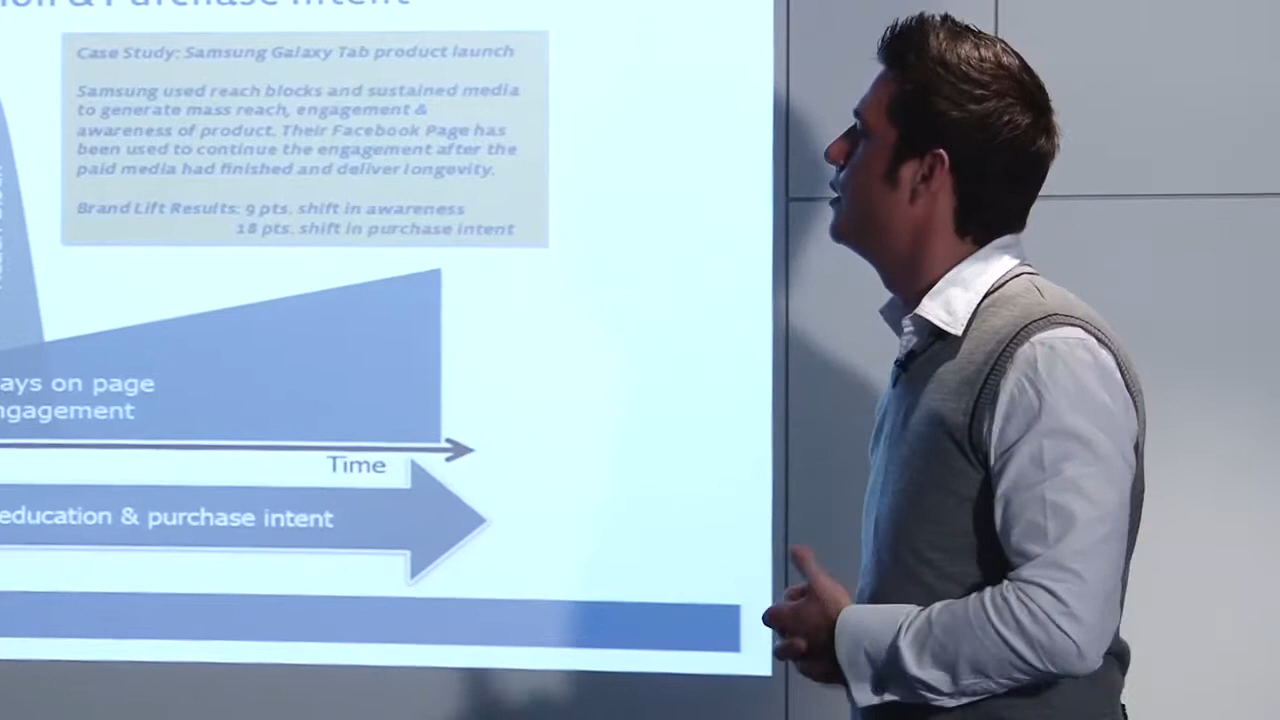 & Purchase Intent
Case Study: Samsung Galaxy Tab product launch
Samsung used reach blocks and sustained media
to generate mass reach, engagement &
awareness of product. Their Facebook Page has
been used to continue the engagement after the
paid media had finished and deliver longevity.
Brand Lift Results: 9 pts. shift in awareness
18 pts. shift in purchase intent
ays on page
ngagement
Time
education & purchase intent